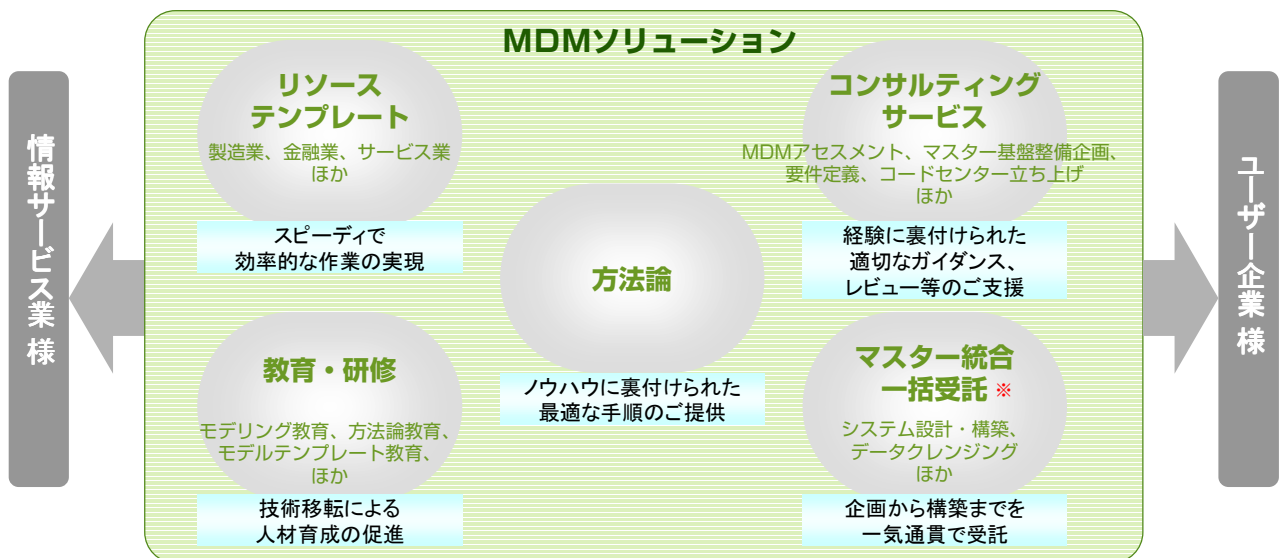 MDMソリューション
リソース
テンプレート
製造業、金融業、サービス業
ほか
スピーディで
効率的な作業の実現
コンサルティング
サービス
MDMアセスメント、マスター基盤整備企画、
要件定義、コードセンター立ち上げ
ほか
経験に裏付けられた
適切なガイダンス、
レビュー等のご支援
方法論
ノウハウに裏付けられた
最適な手順のご提供
教育・研修
モデリング教育、方法論教育、
モデルテンプレート教育、
ほか
技術移転による
人材育成の促進
マスター統合
一括受託 ※
システム設計・構築、
データクレンジング
ほか
企画から構築までを
一気通貫で受託
情報サービス業 様
ユーザー企業 様